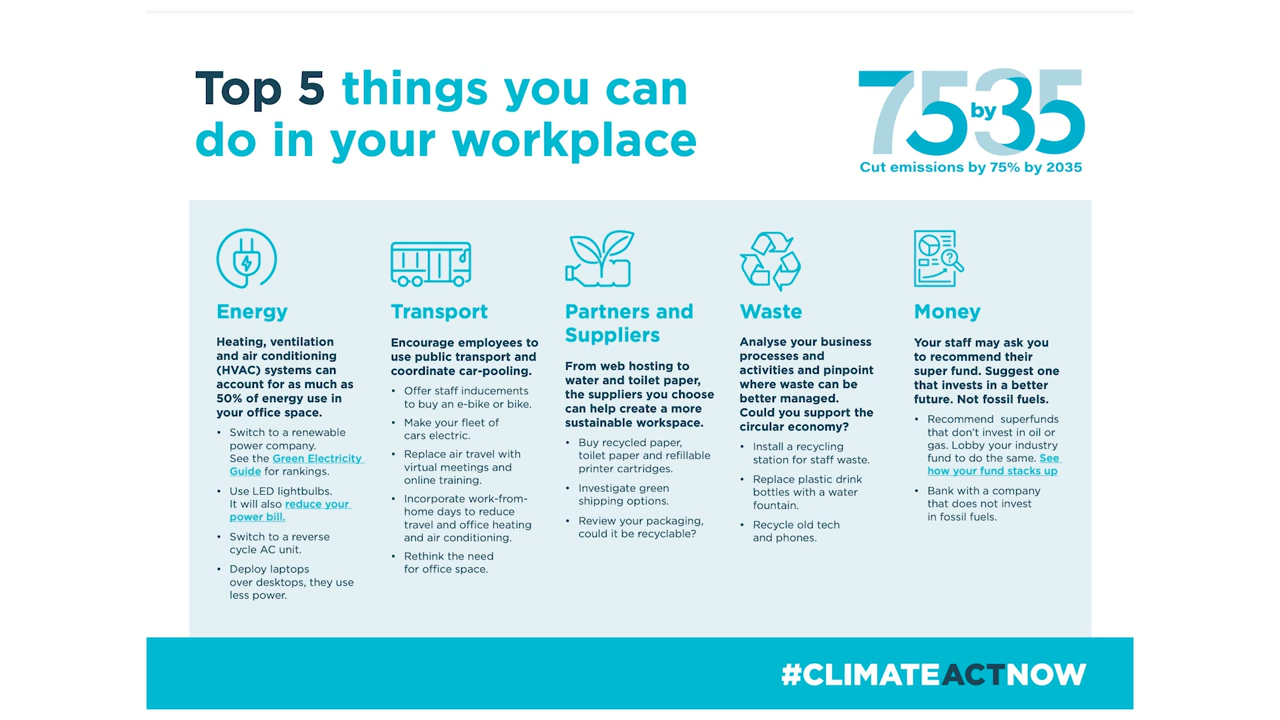 Top 5 things you can
do in your workplace
75 by 35
Cut emissions by 75% by 2035
Energy
Heating, ventilation
and air conditioning
(HVAC) systems can
account for as much as
50% of energy use in
your office space.
• Switch to a renewable
power company.
See the Green Electricity
Guide for rankings.
• Use LED lightbulbs.
It will also reduce your
power bill.
• Switch to a reverse
cycle AC unit.
• Deploy laptops
over desktops, they use
less power.
Transport
Encourage employees to
use public transport and
coordinate car-pooling.
• Offer staff inducements
to buy an e-bike or bike.
• Make your fleet of
cars electric.
• Replace air travel with
virtual meetings and
online training.
• Incorporate work-from-
home days to reduce
travel and office heating
and air conditioning.
• Rethink the need
for office space.
Partners and
Suppliers
From web hosting to
water and toilet paper,
the suppliers you choose
can help create a more
sustainable workspace.
• Buy recycled paper,
toilet paper and refillable
printer cartridges.
• Investigate green
shipping options.
• Review your packaging,
could it be recyclable?
Waste
Analyse your business
processes and
activities and pinpoint
where waste can be
better managed.
Could you support the
circular economy?
• Install a recycling
station for staff waste.
• Replace plastic drink
bottles with a water
fountain.
• Recycle old tech
and phones.
Money
Your staff may ask you
to recommend their
super fund. Suggest one
that invests in a better
future. Not fossil fuels.
• Recommend superfunds
that don't invest in oil or
gas. Lobby your industry
fund to do the same. See
how your fund stacks up
• Bank with a company
that does not invest
in fossil fuels.
#CLIMATEACTNOW